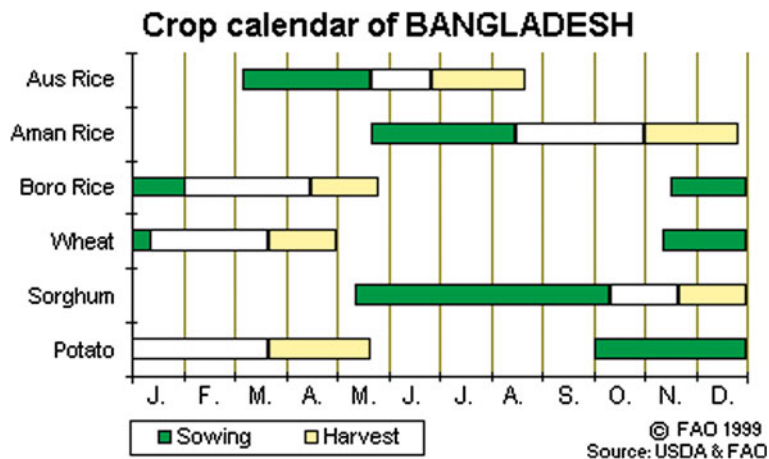 Crop calendar of BANGLADESH
Aus Rice
Aman Rice
Boro Rice
Wheat
Sorghum
Potato
J. F. M. A. M. J. J. A. S. O. N. D.
Sowing Harvest
© FAO 1999
Source: USDA & FAO